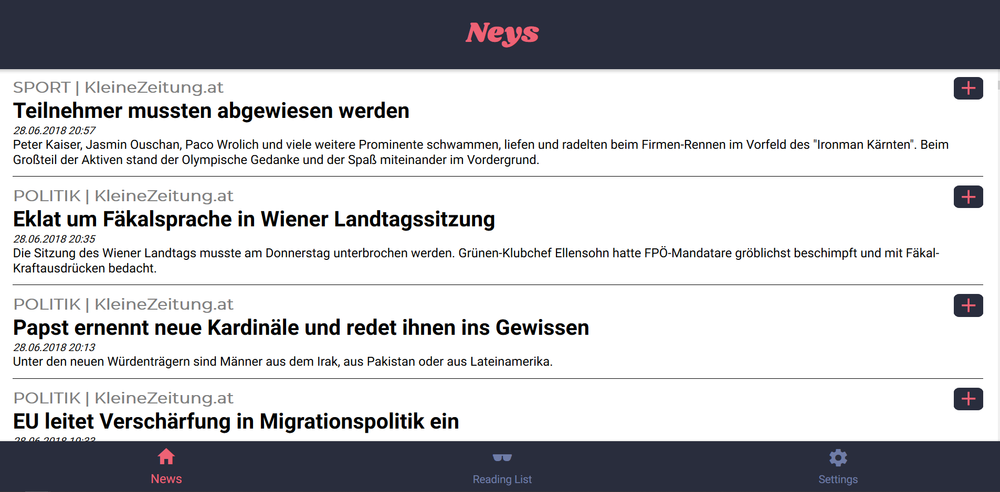 Neys
SPORT | KleineZeitung.at
Teilnehmer mussten abgewiesen werden
28.06.2018 20:57
Peter Kaiser, Jasmin Ouschan, Paco Wrolich und viele weitere Prominente schwammen, liefen und radelten beim Firmen-Rennen im Vorfeld des "Ironman Kärnten". Beim
Großteil der Aktiven stand der Olympische Gedanke und der Spaß miteinander im Vordergrund.
POLITIK | KleineZeitung.at
Eklat um Fäkalsprache in Wiener Landtagssitzung
28.06.2018 20:35
Die Sitzung des Wiener Landtags musste am Donnerstag unterbrochen werden. Grünen-Klubchef Ellensohn hatte FPÖ-Mandatare gröblichst beschimpft und mit Fäkal-
Kraftausdrücken bedacht.
POLITIK | KleineZeitung.at
Papst ernennt neue Kardinäle und redet ihnen ins Gewissen
28.06.2018 20:13
Unter den neuen Würdenträgern sind Männer aus dem Irak, aus Pakistan oder aus Lateinamerika.
POLITIK | KleineZeitung.at
EU leitet Verschärfung in Migrationspolitik ein
28.06.2018 19:33
News
Reading List
Settings